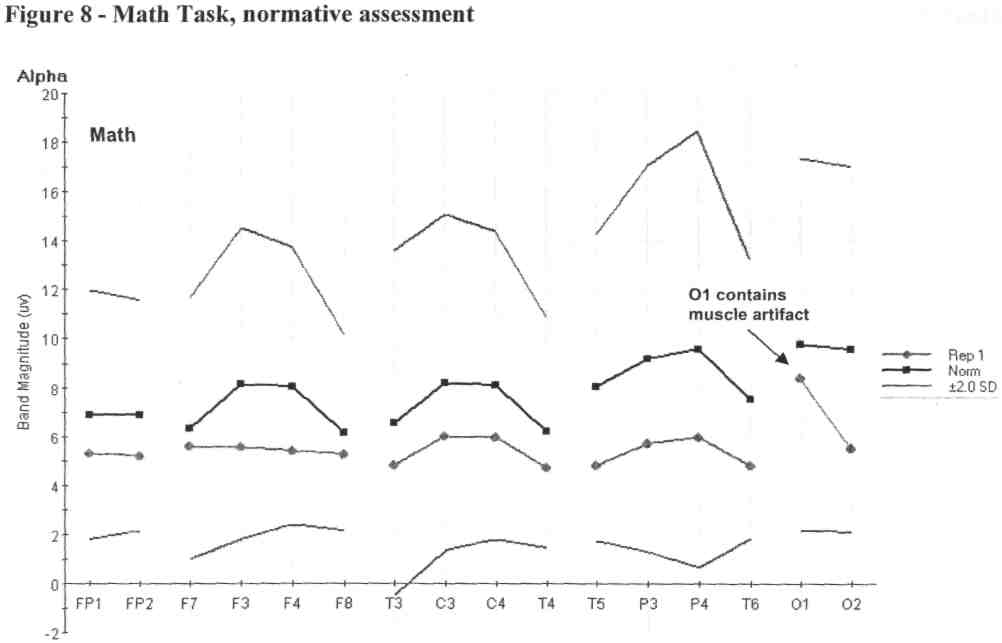 Figure 8 - Math Task, normative assessment
Alpha
20
18
16
14
12
10
8
6
4
2
0
-2
Band Magnitude (uv)
Math
O1 contains
muscle artifact
Rep 1
Norm
±2.0 SD
FP1 FP2 F7 F3 F4 F8 T3 C3 C4 T4 T5 P3 P4 T6 O1 O2